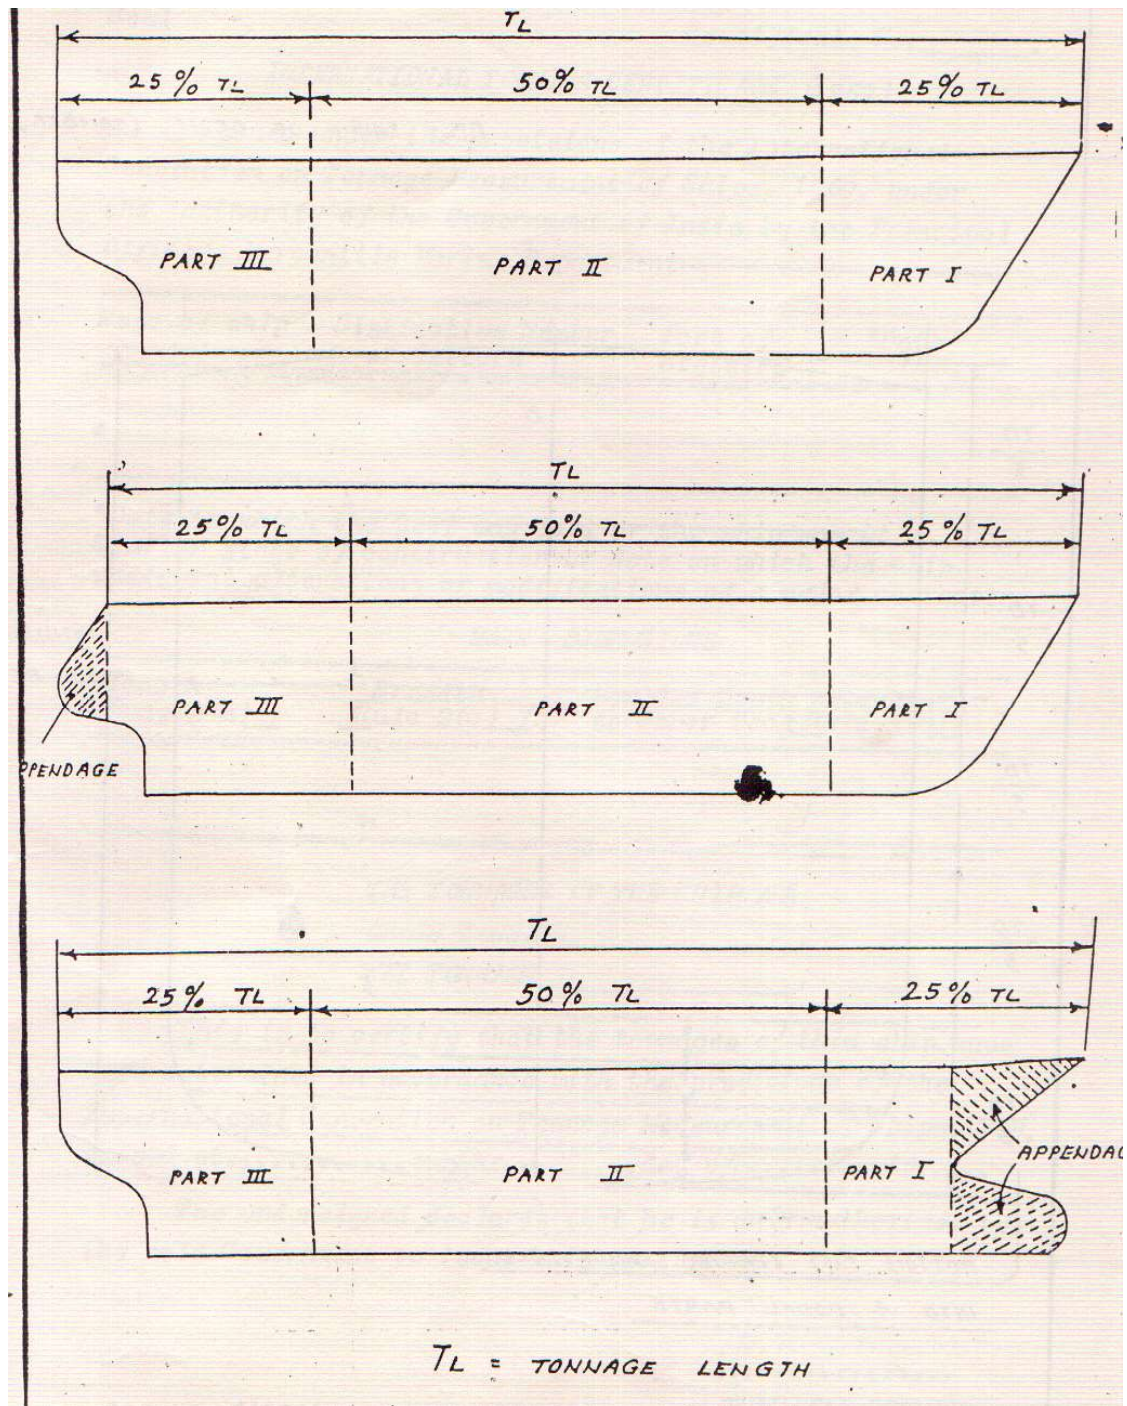 TL
25% TL 50% TL 25% TL
PART III PART II PART I
TL
25% TL 50% TL 25% TL
PART III PART II PART I
PPENDAGE
TL
25% TL 50% TL 25% TL
PART III PART II PART I
APPENDAG
TL = TONNAGE LENGTH